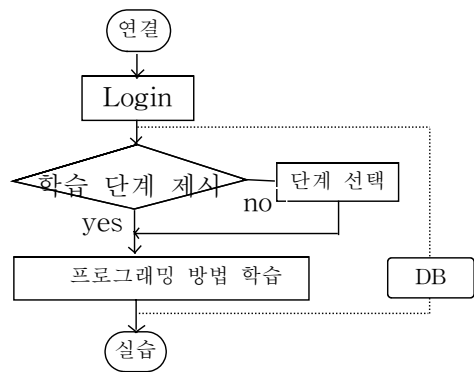 연결
Login
학습 단계 제시
단계 선택
no
yes
프로그래밍 방법 학습
DB
실습